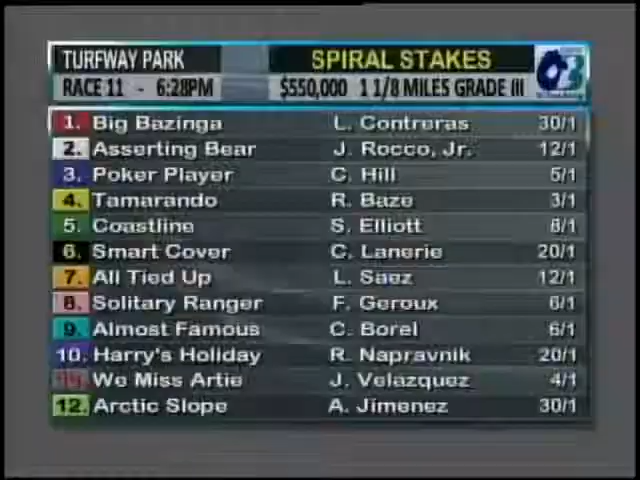 TURFWAY PARK
SPIRAL STAKES
RACE 11 - 6:28PM
$550,000 1 1/8 MILES GRADE III
1. Big Bazinga L. Contreras 30/1
2. Asserting Bear J. Rocco, Jr. 12/1
3. Poker Player C. Hill 5/1
4. Tamarando R. Baze 3/1
5. Coastline S. Elliott
6. Smart Cover C. Lanerie 20/1
7. All Tied Up L. Saez 12/1
8. Solitary Ranger F. Geroux
9. Almost Famous C. Borel 6/1
10. Harry's Holiday R. Napravnik 20/1
11. We Miss Artie J. Velazquez 4/1
12. Arctic Slope A. Jimenez 30/1